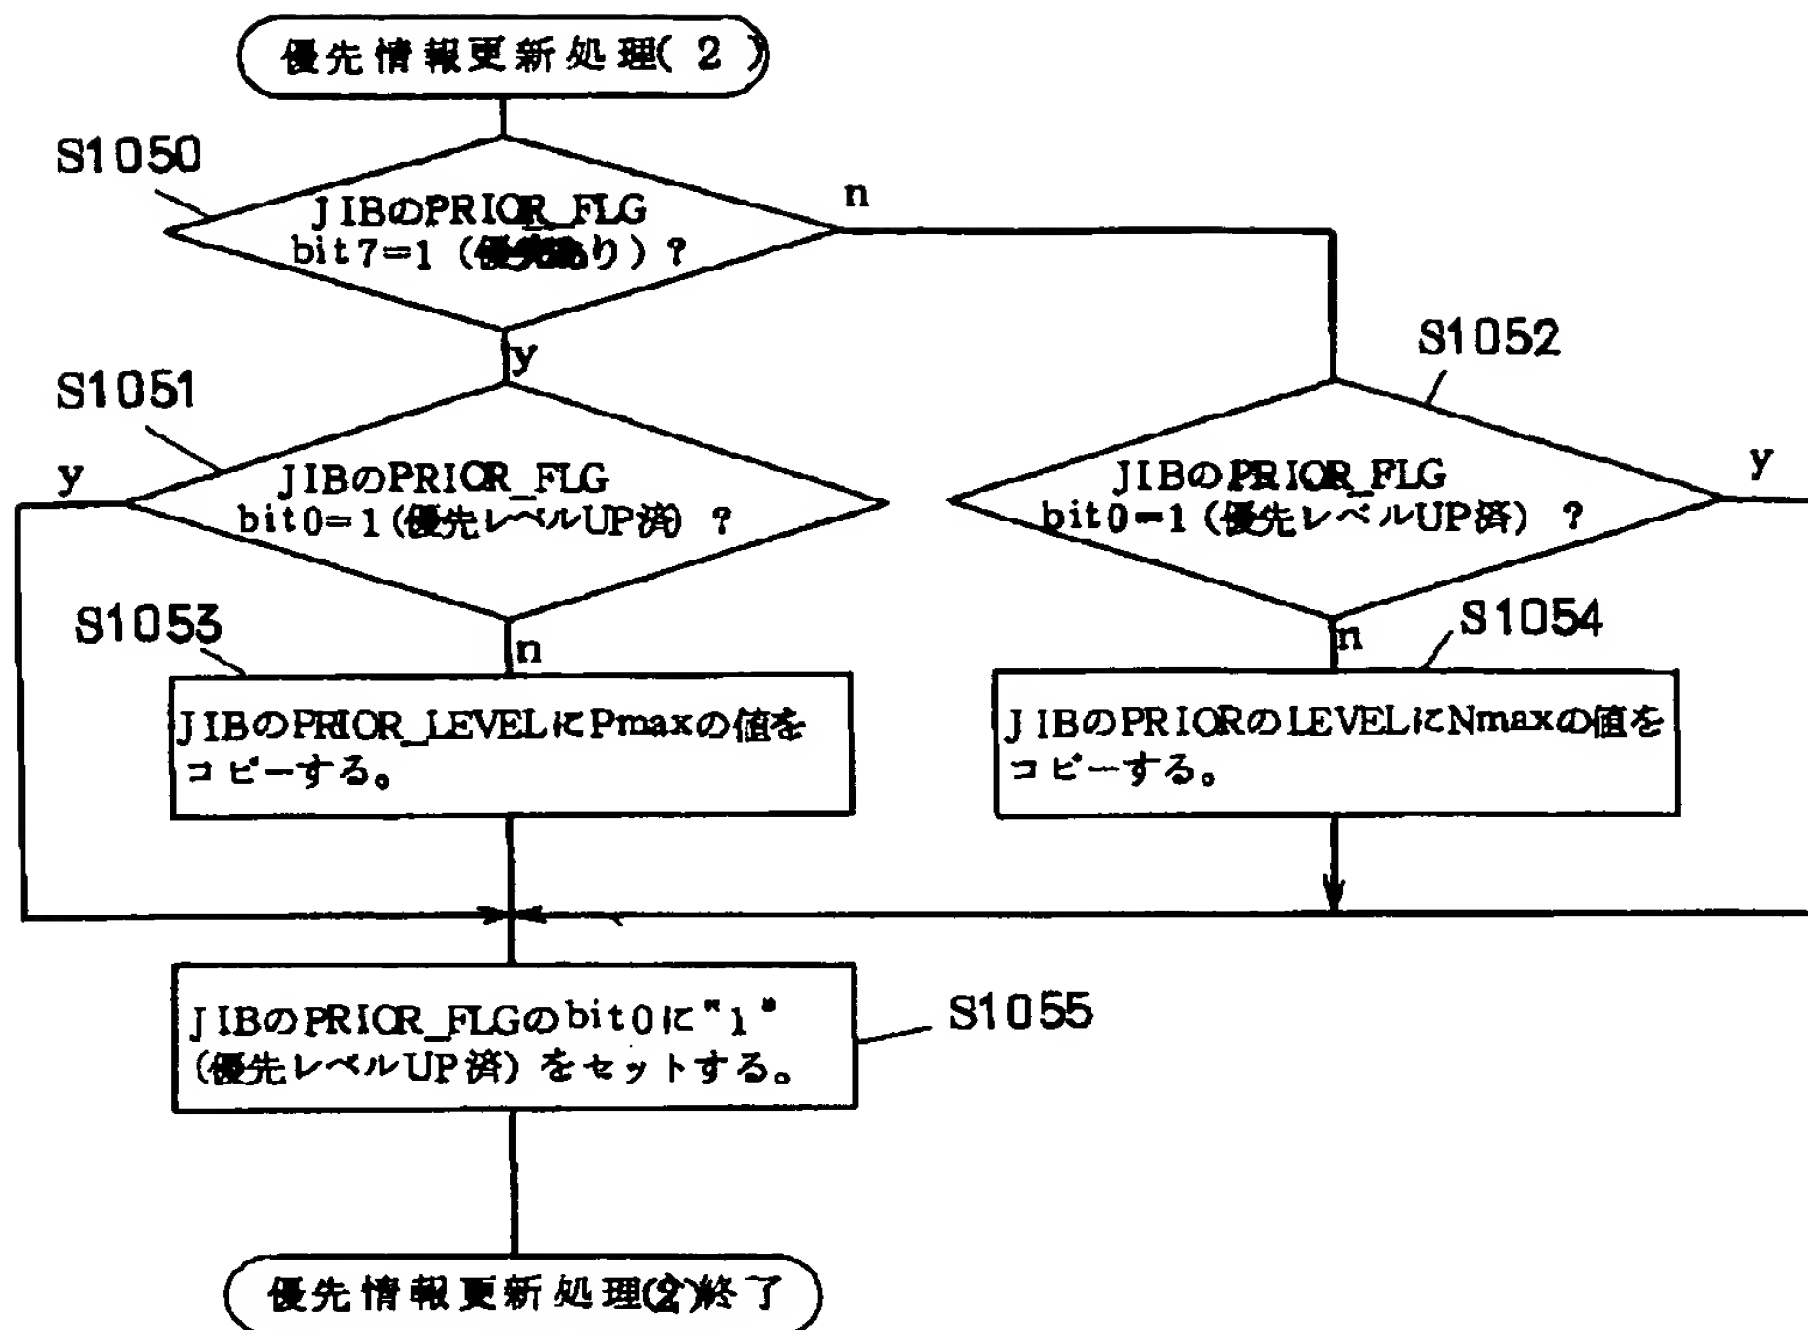 優先情報更新処理(2)
S1050
JIBのPRIOR_FLG
bit7=1(優先あり)?
n
y
S1051
y
JIBのPRIOR_FLG
bit0=1(優先レベルUP済)?
n
S1052
y
JIBのPRIOR_FLG
bit0=1(優先レベルUP済)?
n
S1053
JIBのPRIOR_LEVELにPmaxの値を
コピーする。
S1054
JIBのPRIORのLEVELにNmaxの値を
コピーする。
JIBのPRIOR_FLGのbit0に"1"
(優先レベルUP済)をセットする。
S1055
優先情報更新処理(2)終了